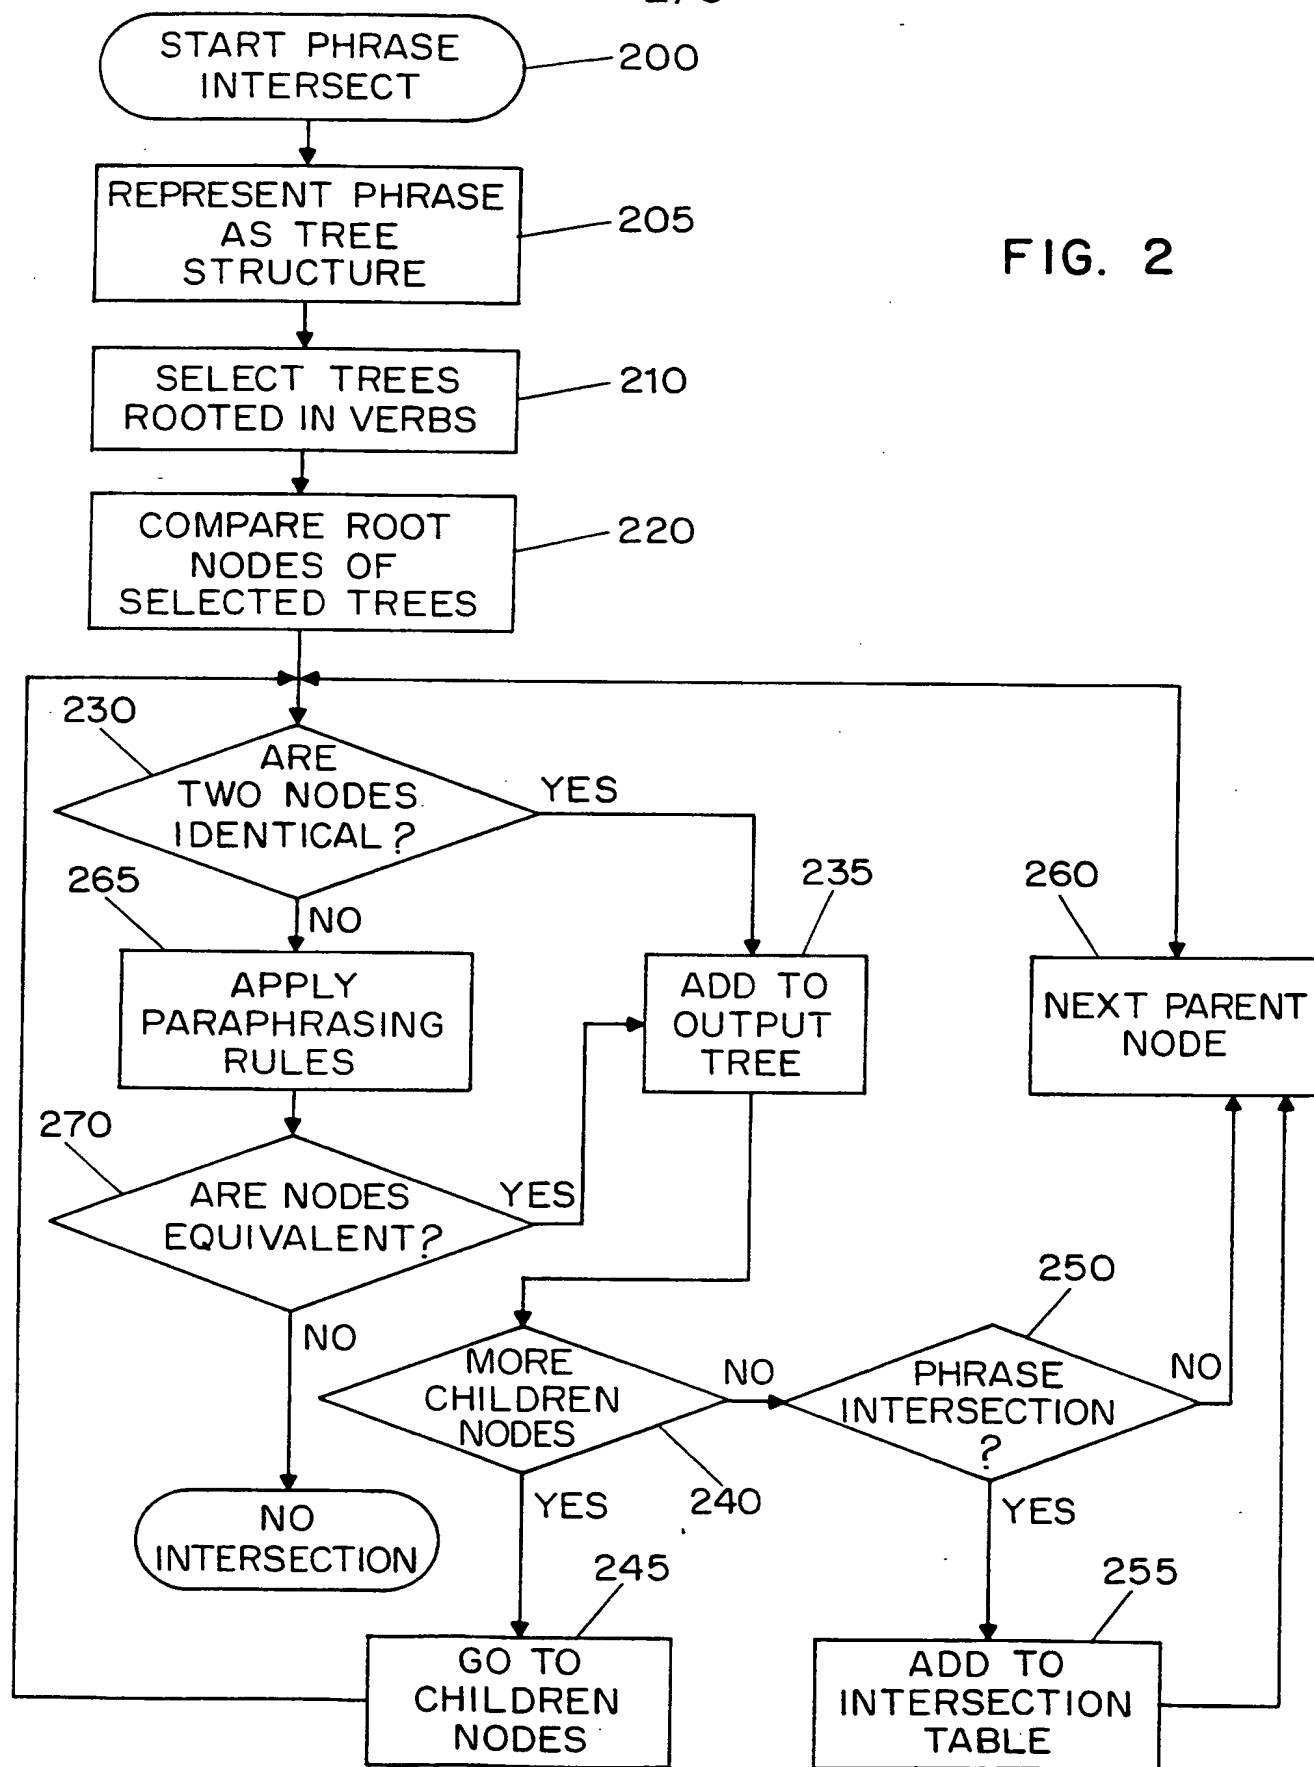 START PHRASE
INTERSECT
200
REPRESENT PHRASE
AS TREE
STRUCTURE
205
FIG. 2
SELECT TREES
ROOTED IN VERBS
210
COMPARE ROOT
NODES OF
SELECTED TREES
220
230
ARE
TWO NODES
IDENTICAL?
YES
265
NO
235
260
APPLY
PARAPHRASING
RULES
ADD TO
OUTPUT
TREE
NEXT PARENT
NODE
270
ARE NODES
EQUIVALENT?
YES
NO
250
MORE
CHILDREN
NODES
NO
PHRASE
INTERSECTION
?
NO
240
YES
YES
NO
INTERSECTION
245
255
GO TO
CHILDREN
NODES
ADD TO
INTERSECTION
TABLE